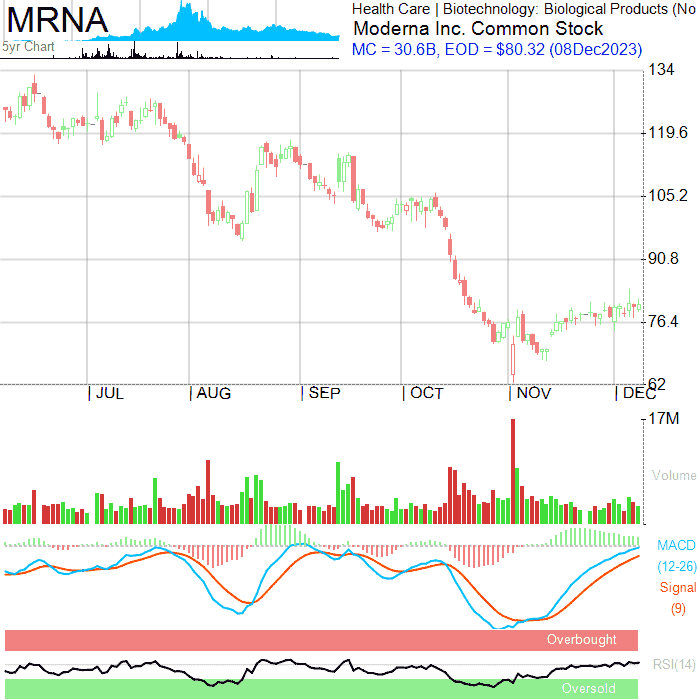 MRNA
Health Care | Biotechnology: Biological Products (No
Moderna Inc. Common Stock
MC = 30.6B, EOD = $80.32 (08Dec2023)
5yr Chart
134
119.6
105.2
90.8
76.4
62
JUL AUG SEP OCT NOV DEC
17M
Volume
MACD
(12-26)
Signal
(9)
Overbought
RSI(14)
Oversold